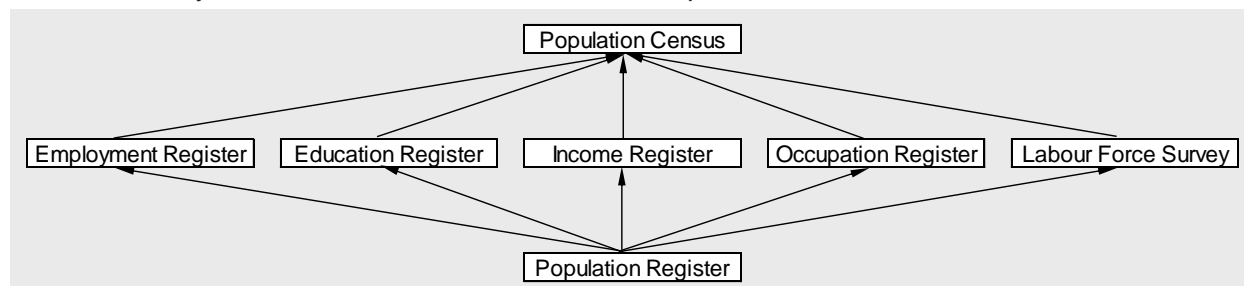 Population Census
Employment Register Education Register Income Register Occupation Register Labour Force Survey
Population Register